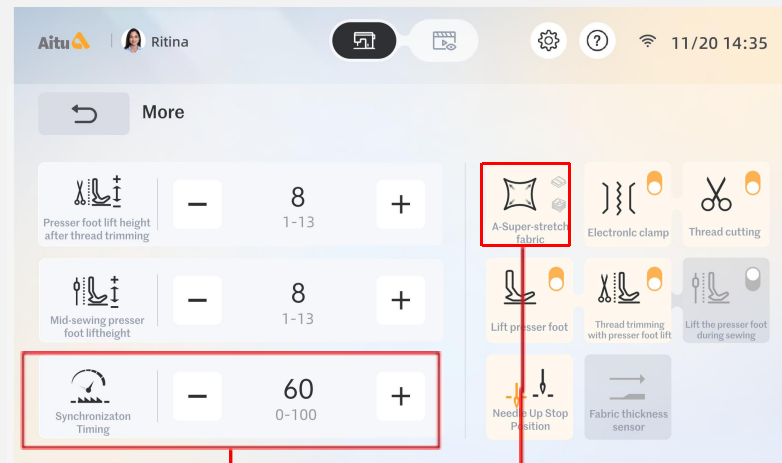 Aitu
Ritina
11/20 14:35
More
Presser foot lift height
after thread trimming
8
1-13
Mid-sewing presser
foot liftheight
8
1-13
Synchronizaton
Timing
60
0-100
A-Super-stretch
fabric
Electronlc clamp
Thread cutting
Lift presser foot
Thread trimming
with presser foot lift
Lift the presser foot
during sewing
Needle Up Stop
Position
Fabric thickness
sensor